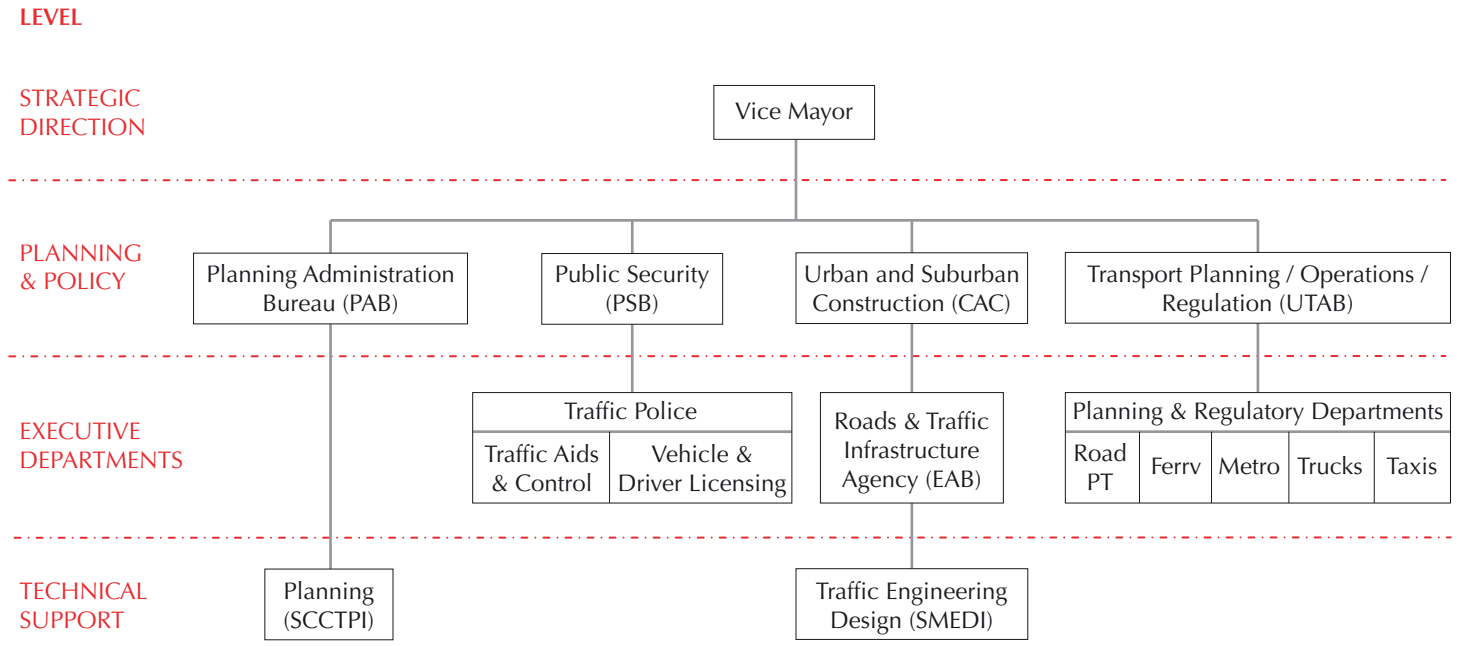 LEVEL
STRATEGIC
DIRECTION
Vice Mayor
PLANNING
& POLICY
Planning Administration
Bureau (PAB)
Public Security
(PSB)
Urban and Suburban
Construction (CAC)
Transport Planning / Operations /
Regulation (UTAB)
EXECUTIVE
DEPARTMENTS
Traffic Police
Traffic Aids
& Control
Vehicle &
Driver Licensing
Roads & Traffic
Infrastructure
Agency (EAB)
Planning & Regulatory Departments
Road
PT
Ferrv
Metro
Trucks
Taxis
TECHNICAL
SUPPORT
Planning
(SCCTPI)
Traffic Engineering
Design (SMEDI)